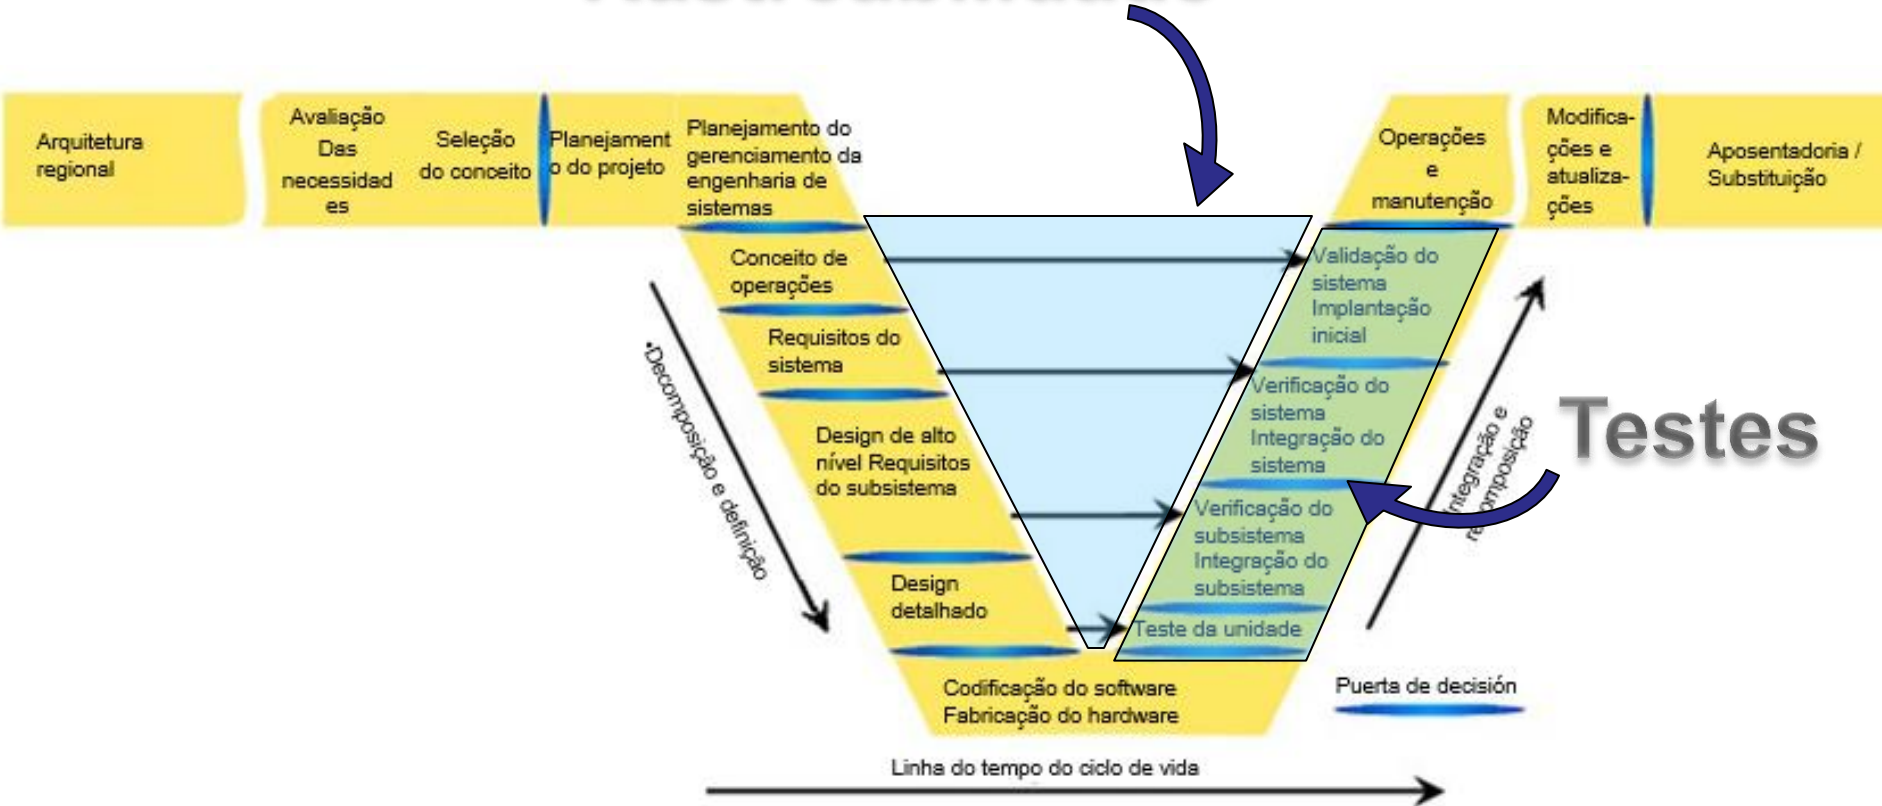 Arquitetura
regional
Avaliação
Das
necessidad
es
Seleção
do conceito
Planejament
o do projeto
Planejamento do
gerenciamento da
engenharia de
sistemas
Operações
e
manutenção
Modifica-
ções e
atualiza-
ções
Aposentadoria /
Substituição
Conceito de
operações
Requisitos do
sistema
Design de alto
nível Requisitos
do subsistema
Design
detalhado
•Decomposição e definição
Codificação do software
Fabricação do hardware
Validação do
sistema
Implantação
inicial
Verificação do
sistema
Integração do
sistema
Verificação do
subsistema
Integração do
subsistema
Teste da unidade
Integração e
recomposição
Testes
Puerta de decisión
Linha do tempo do ciclo de vida